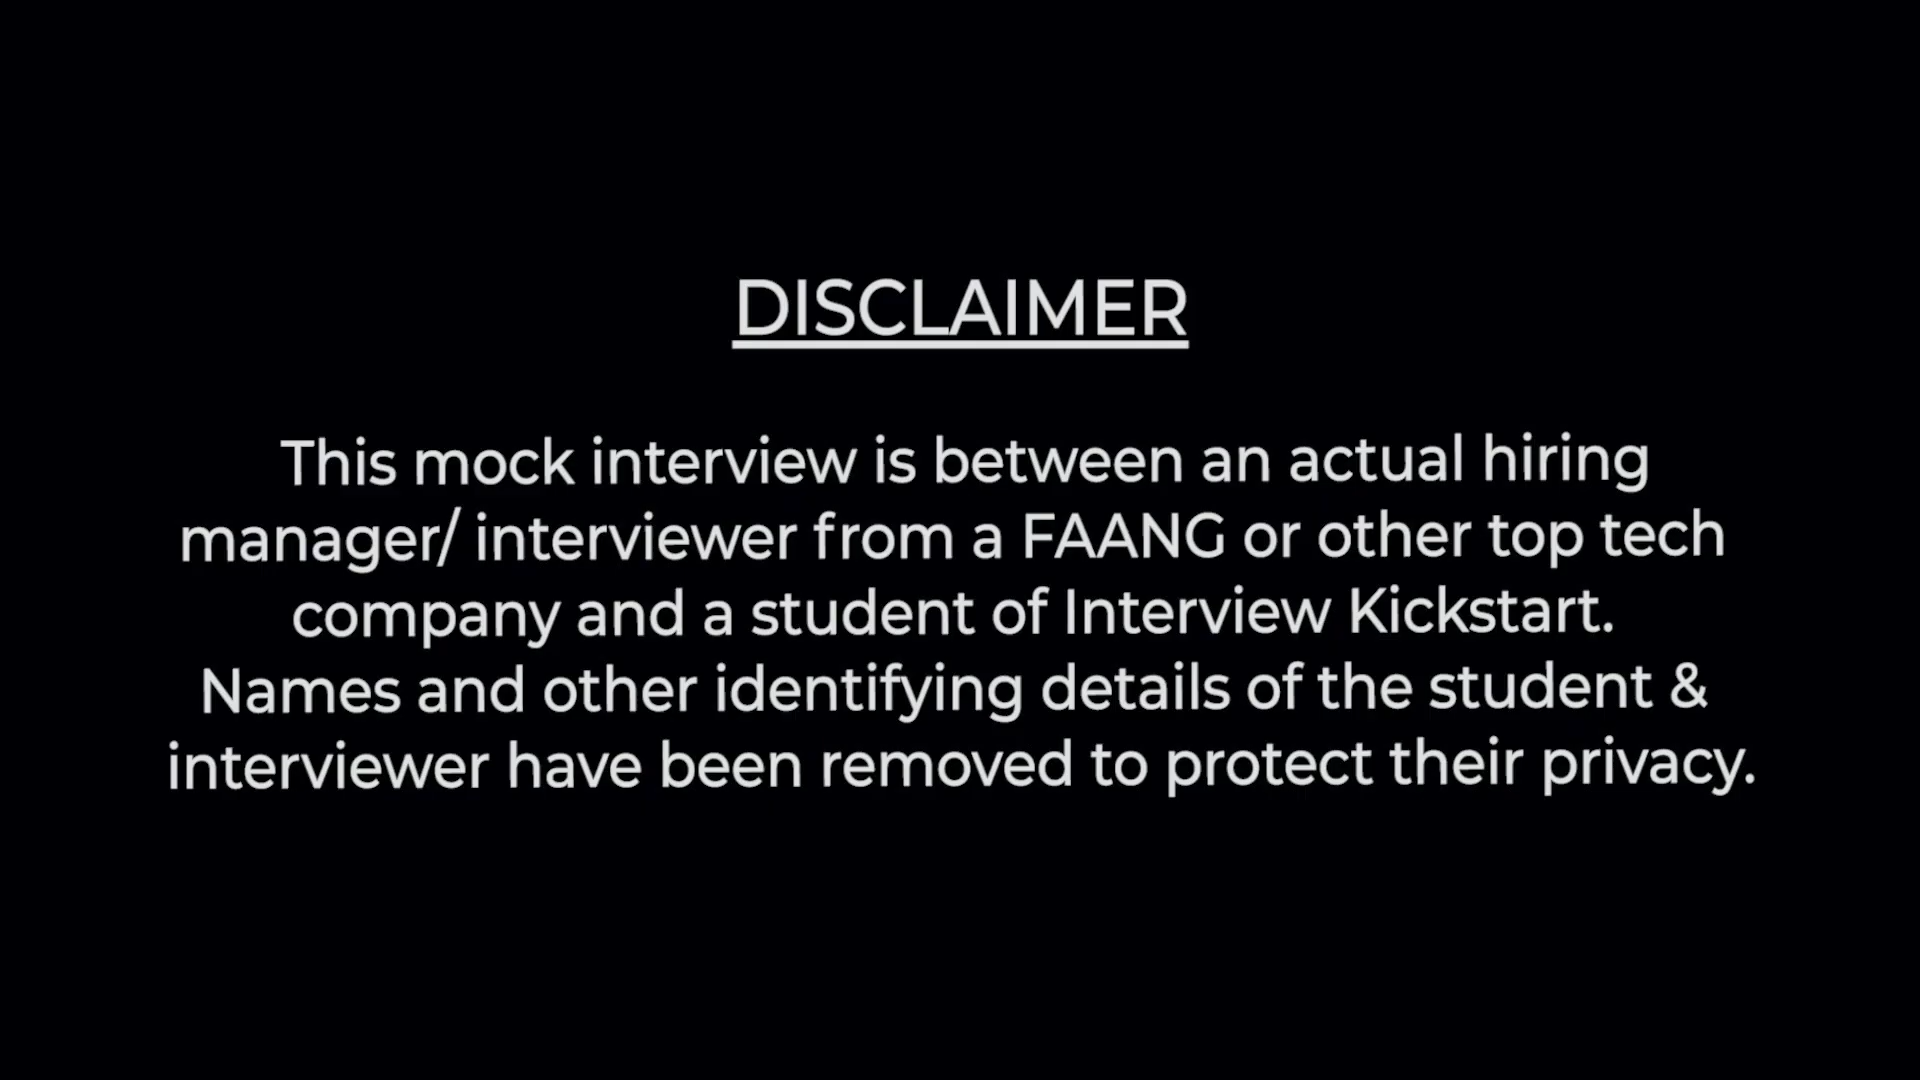 DISCLAIMER
This mock interview is between an actual hiring
manager/ interviewer from a FAANG or other top tech
company and a student of Interview Kickstart.
Names and other identifying details of the student &
interviewer have been removed to protect their privacy.